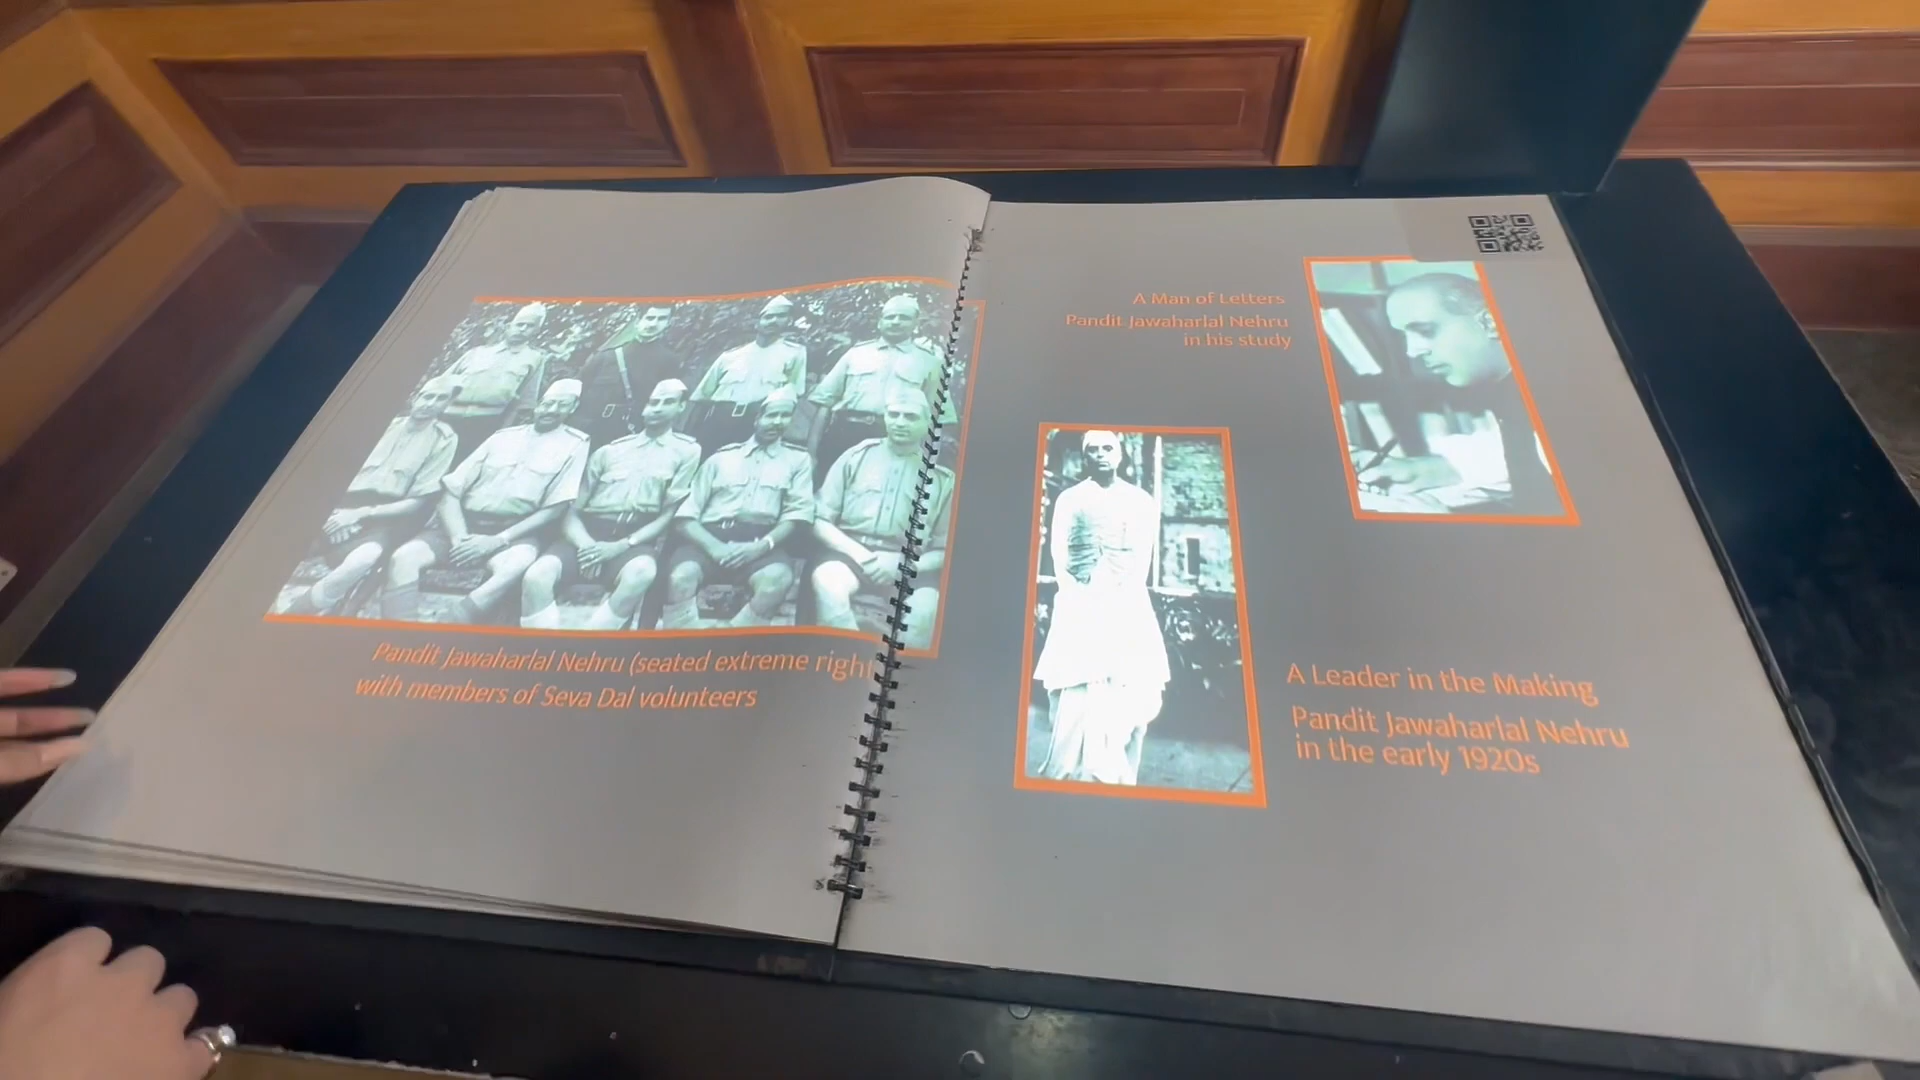 Pandit Jawaharlal Nehru (seated extreme right
with members of Seva Dal volunteers
A Man of Letters
Pandit Jawaharlal Nehru
in his study
A Leader in the Making
Pandit Jawaharlal Nehru
in the early 1920s